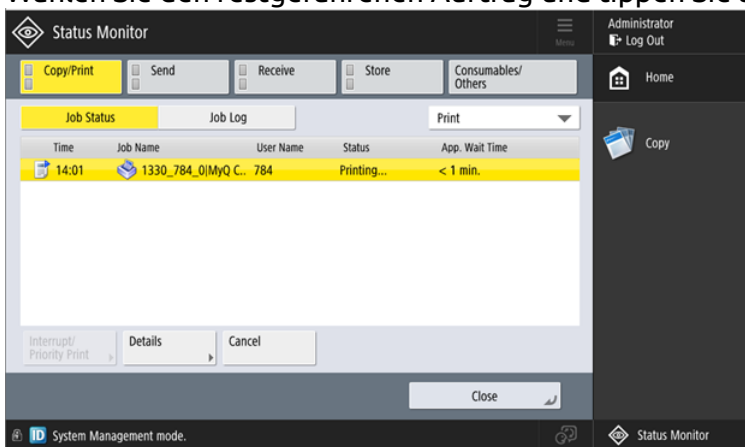 Wählen Sie den festgefahrenen Auftrag und tippen Sie
Status Monitor
Menu
Administrator
Log Out
Copy/Print
Send
Receive
Store
Consumables/
Others
Home
Job Status
Job Log
Print
Copy
Time Job Name User Name Status App. Wait Time
14:01 1330_784_0|MyQ C.. 784 Printing... < 1 min.
Interrupt/
Priority Print
Details
Cancel
Close
ID System Management mode.
Status Monitor